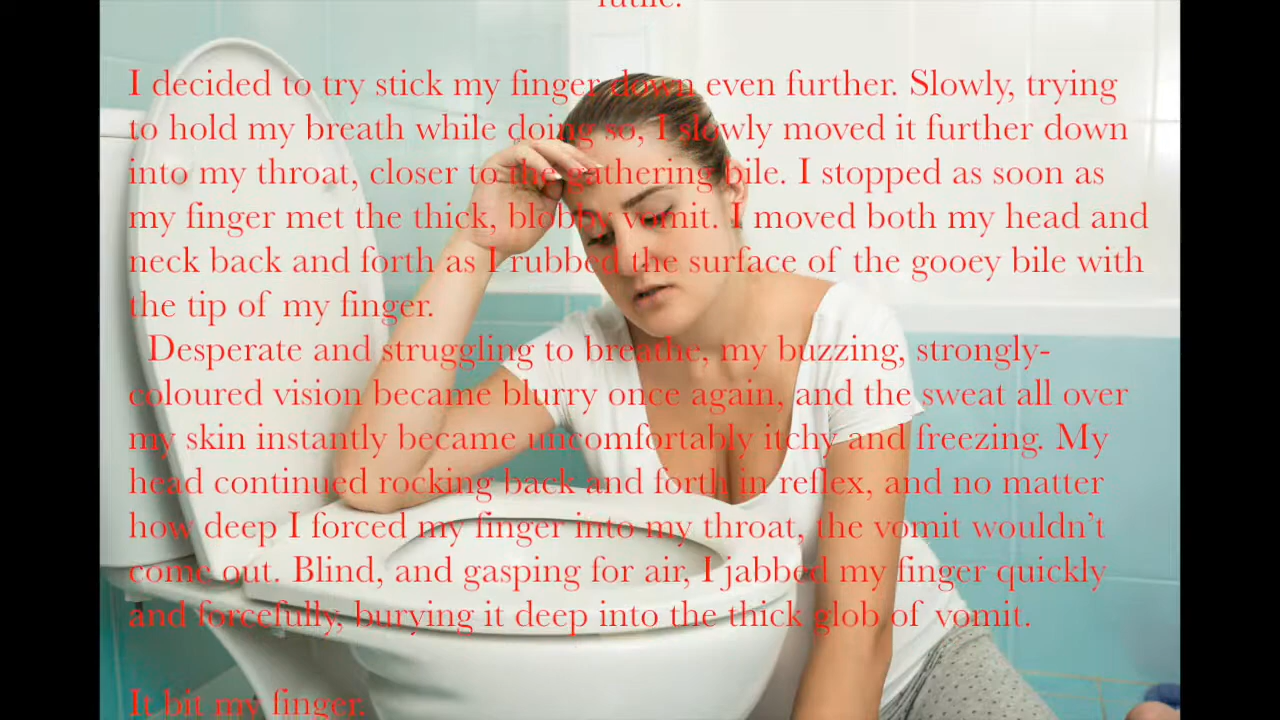 I decided to try stick my finger down even further. Slowly, trying
to hold my breath while doing so, I slowly moved it further down
into my throat, closer to the gathering bile. I stopped as soon as
my finger met the thick, blobby vomit. I moved both my head and
neck back and forth as I rubbed the surface of the gooey bile with
the tip of my finger.
Desperate and struggling to breathe, my buzzing, strongly-
coloured vision became blurry once again, and the sweat all over
my skin instantly became uncomfortably itchy and freezing. My
head continued rocking back and forth in reflex, and no matter
how deep I forced my finger into my throat, the vomit wouldn't
come out. Blind, and gasping for air, I jabbed my finger quickly
and forcefully, burying it deep into the thick glob of vomit.
It bit my finger.